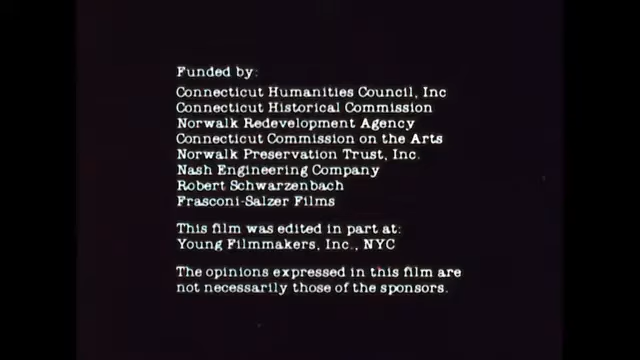 Funded by:
Connecticut Humanities Council, Inc
Connecticut Historical Commission
Norwalk Redevelopment Agency
Connecticut Commission on the Arts
Norwalk Preservation Trust, Inc.
Nash Engineering Company
Robert Schwarzenbach
Frasconi-Salzer Films
This film was edited in part at:
Young Filmmakers, Inc., NYC
The opinions expressed in this film are
not necessarily those of the sponsors.